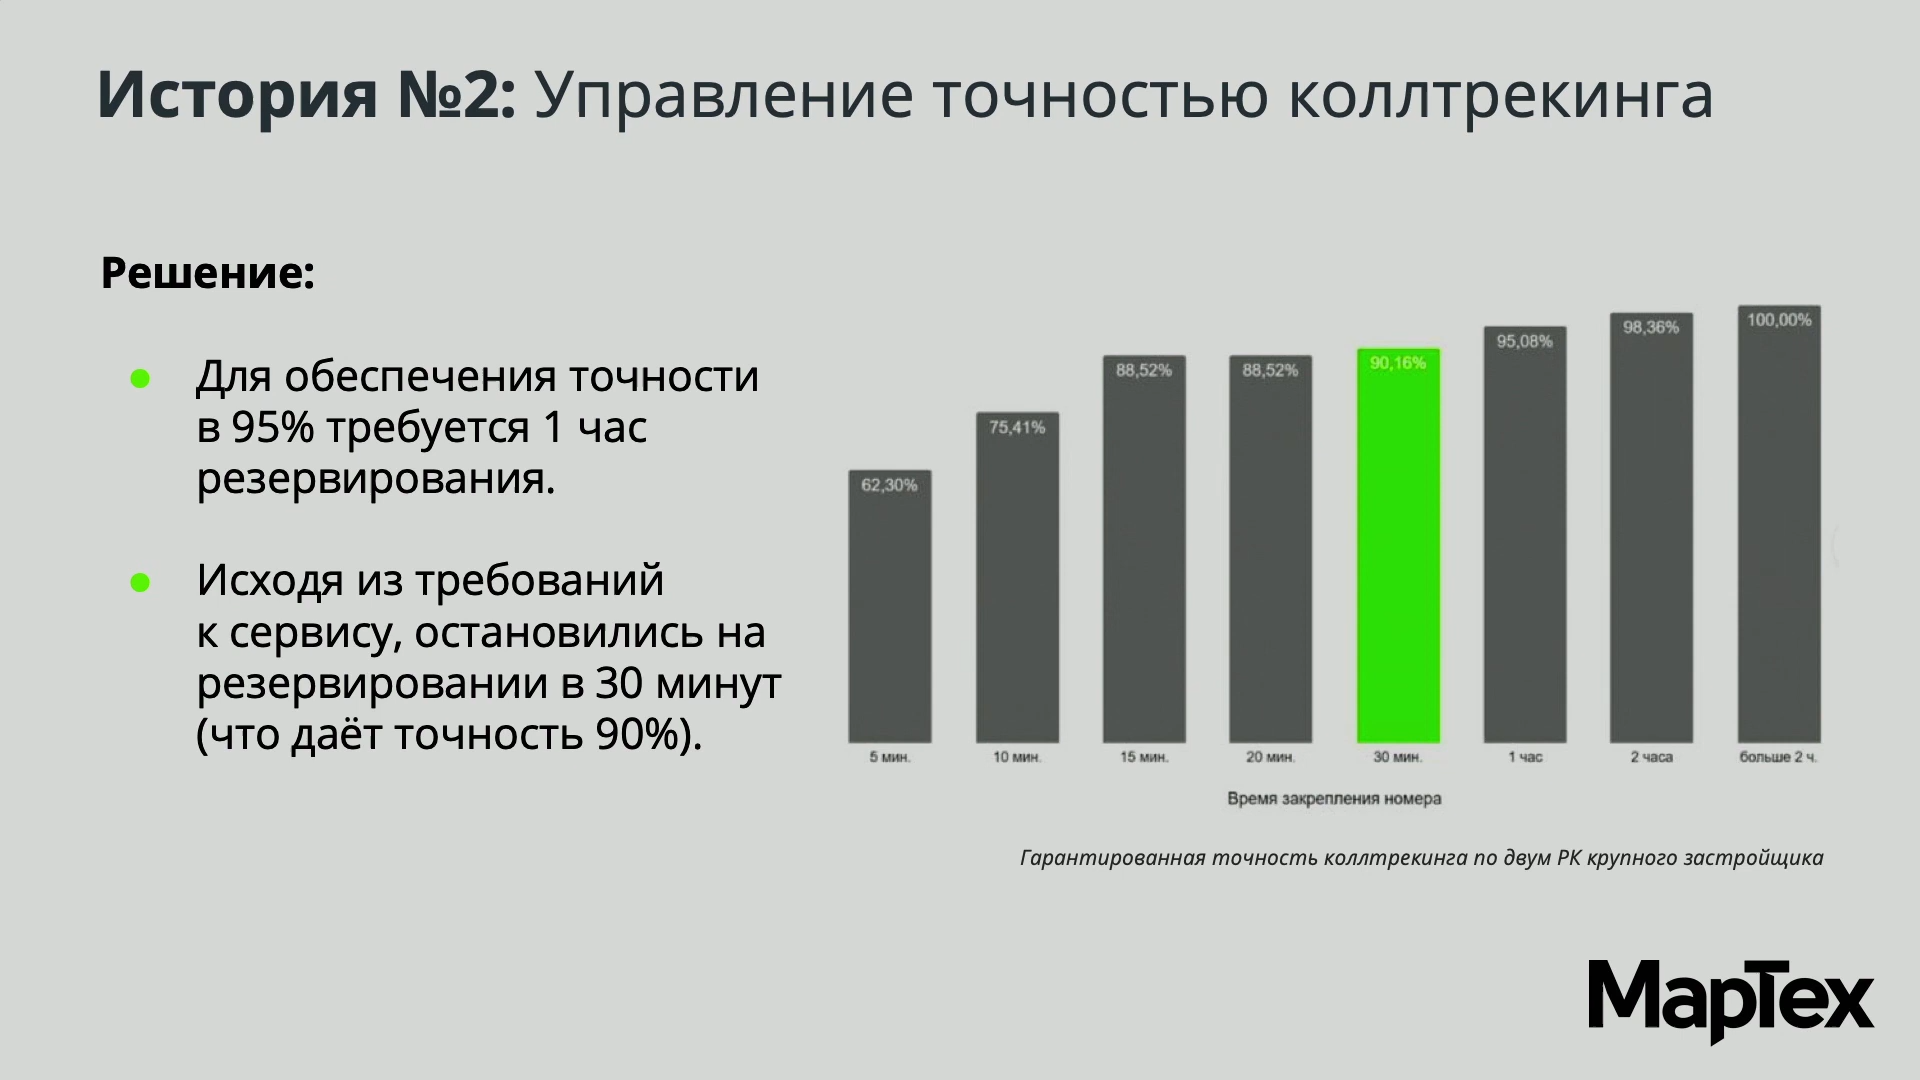 История №2: Управление точностью коллтрекинга
Решение:
● Для обеспечения точности
в 95% требуется 1 час
резервирования.
● Исходя из требований
к сервису, остановились на
резервировании в 30 минут
(что даёт точность 90%).
62,30% 75,41% 88,52% 88,52% 90,16% 95,08% 98,36% 100,00%
5 мин. 10 мин. 15 мин. 20 мин. 30 мин. 1 час 2 часа больше 2 ч.
Время закрепления номера
Гарантированная точность коллтрекинга по двум РК крупного застройщика
МарТех